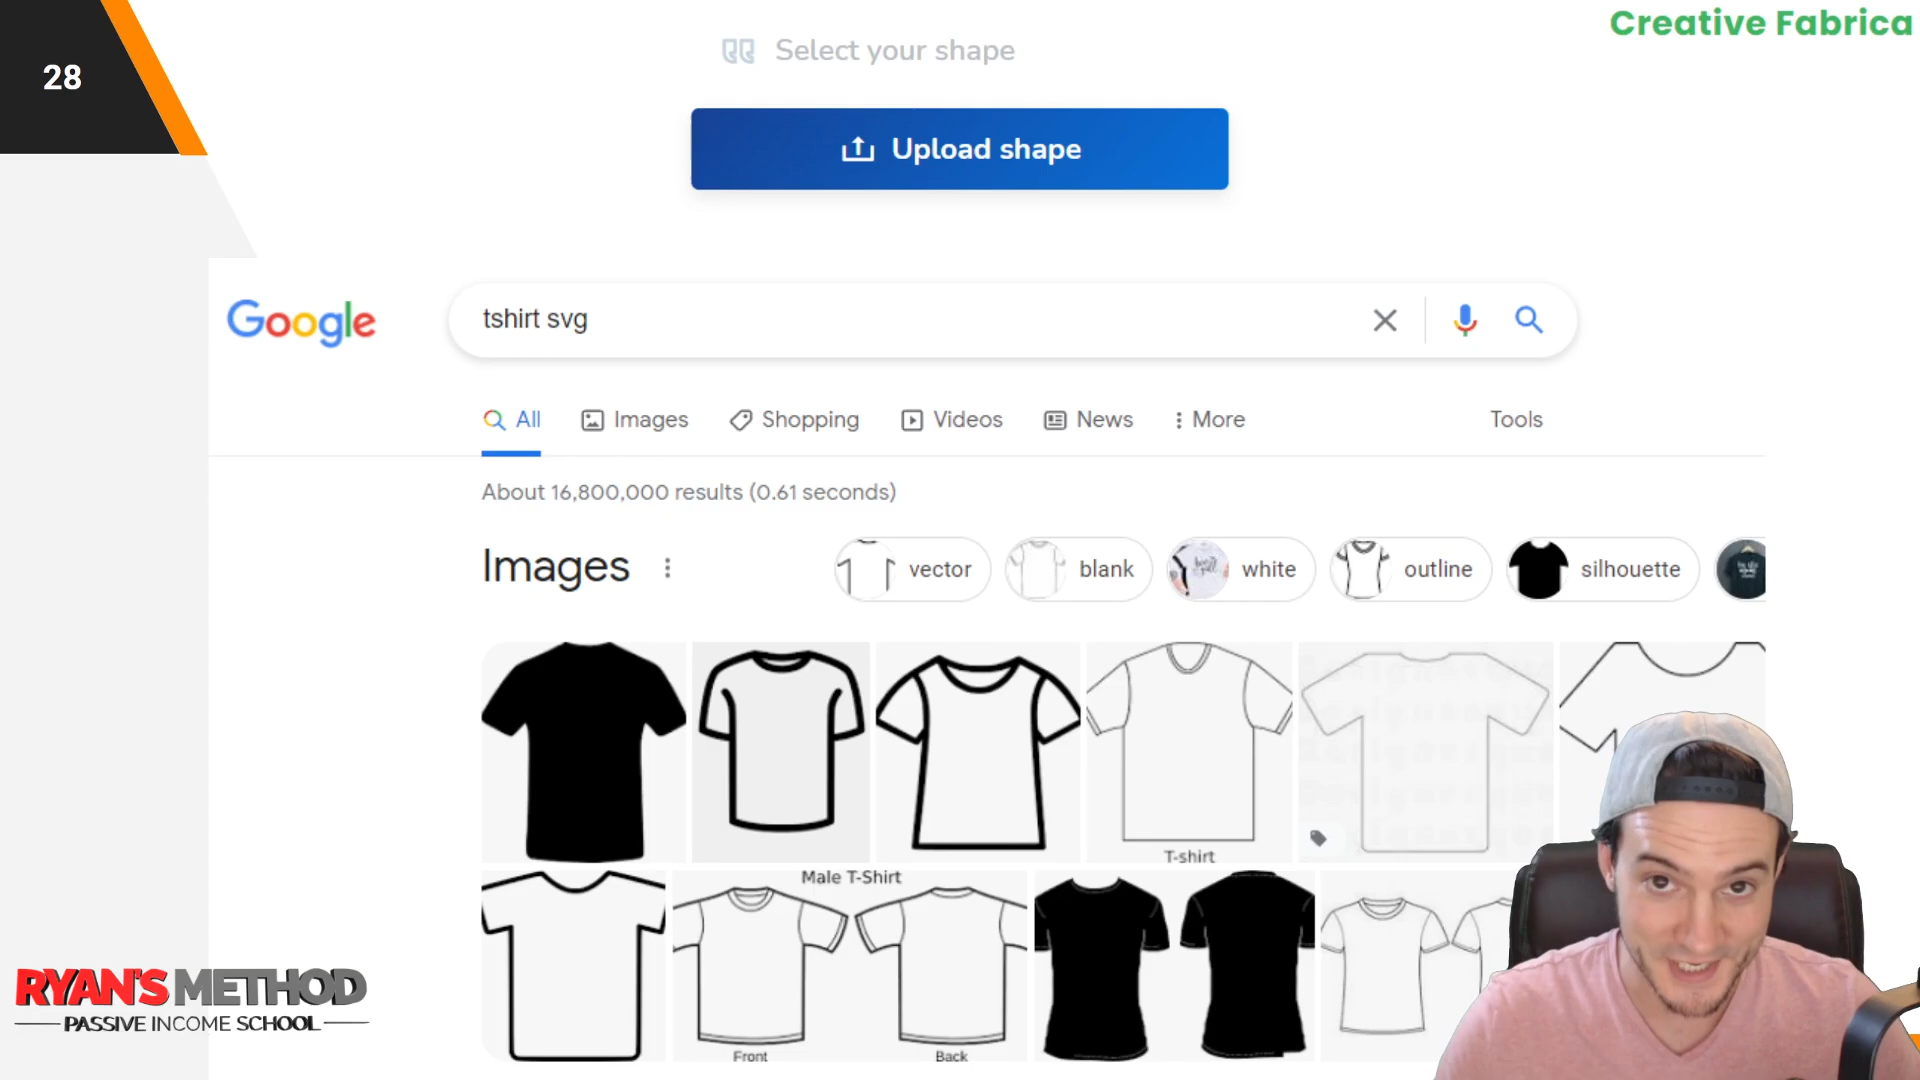 28
Creative Fabrica
Select your shape
Upload shape
Google
tshirt svg
All
Images
Shopping
Videos
News
More
Tools
About 16,800,000 results (0.61 seconds)
Images
vector
blank
white
outline
silhouette
T-shirt
Male T-Shirt
Front
Back
RYAN'S METHOD
PASSIVE INCOME SCHOOL